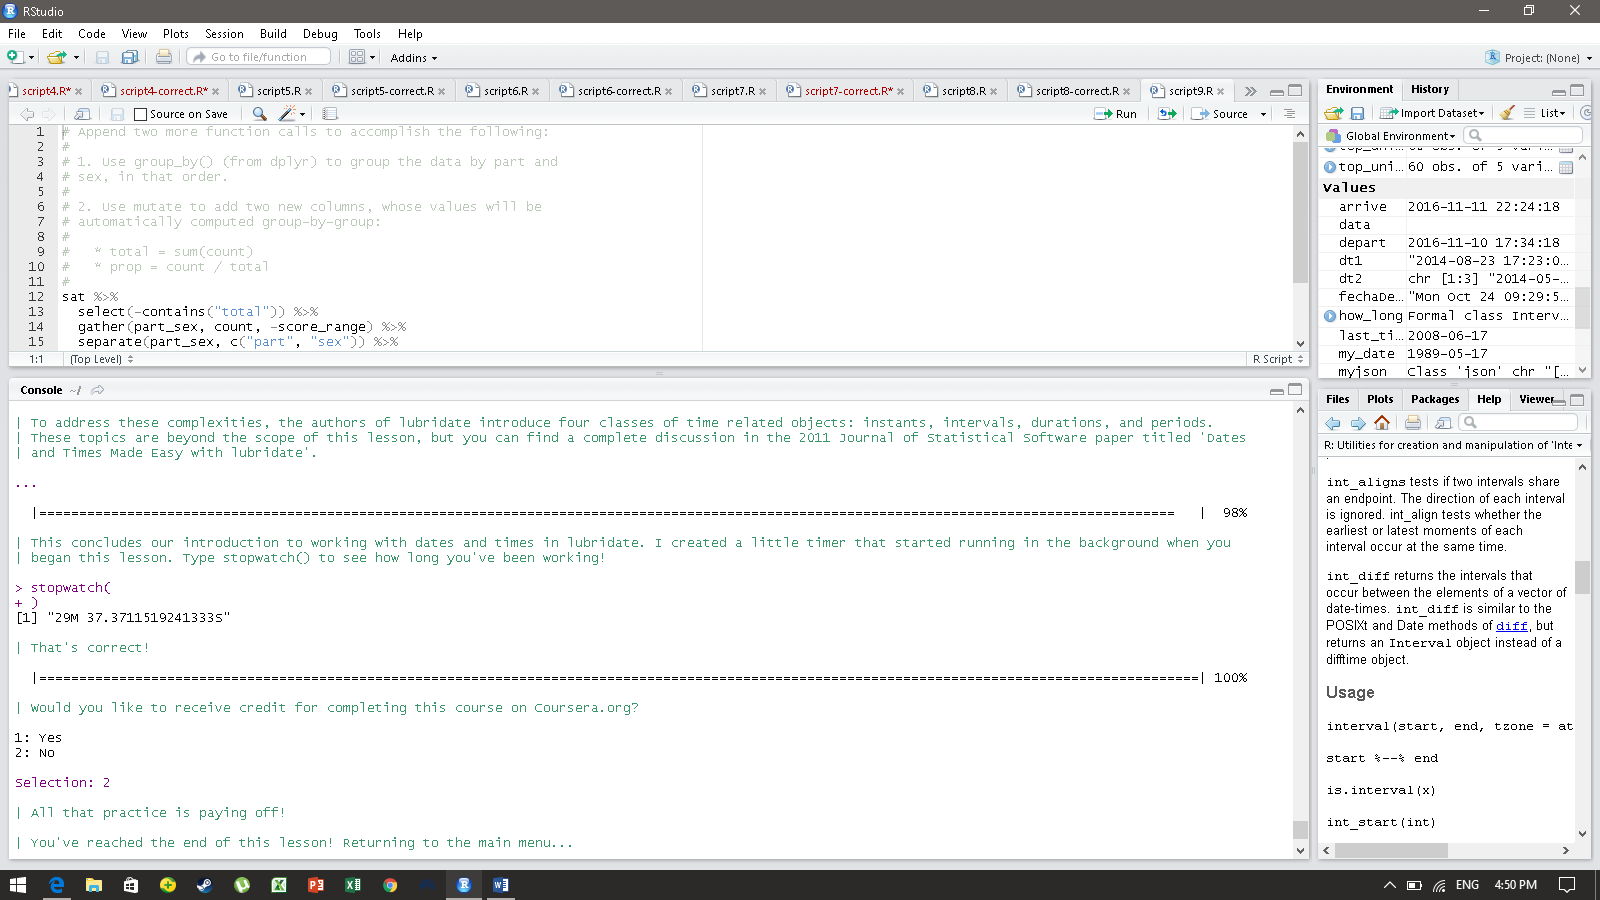 RStudio
File Edit Code View Plots Session Build Debug Tools Help
Go to file/function Addins Project: (None)
script4.R* script4-correct.R* script5.R script5-correct.R script6.R script6-correct.R script7.R script7-correct.R* script8.R script8-correct.R script9.R
Source on Save Run Source
1 # Append two more function calls to accomplish the following:
2 #
3 # 1. Use group_by() (from dplyr) to group the data by part and
4 # sex, in that order.
5 #
6 # 2. Use mutate to add two new columns, whose values will be
7 # automatically computed group-by-group:
8 #
9 #   * total = sum(count)
10 #   * prop = count / total
11 #
12 sat %>%
13   select(-contains("total")) %>%
14   gather(part_sex, count, -score_range) %>%
15   separate(part_sex, c("part", "sex")) %>%
1:1 (Top Level) R Script
Console ~/
| To address these complexities, the authors of lubridate introduce four classes of time related objects: instants, intervals, durations, and periods.
| These topics are beyond the scope of this lesson, but you can find a complete discussion in the 2011 Journal of Statistical Software paper titled 'Dates
| and Times Made Easy with lubridate'.
...
98%
| This concludes our introduction to working with dates and times in lubridate. I created a little timer that started running in the background when you
| began this lesson. Type stopwatch() to see how long you've been working!
> stopwatch(
+ )
[1] "29M 37.3711519241333S"
| That's correct!
100%
| Would you like to receive credit for completing this course on Coursera.org?
1: Yes
2: No
Selection: 2
| All that practice is paying off!
| You've reached the end of this lesson! Returning to the main menu...
Environment History
Import Dataset List
Global Environment
top_uni... 60 obs. of 5 vari...
Values
arrive 2016-11-11 22:24:18
data
depart 2016-11-10 17:34:18
dt1 "2014-08-23 17:23:0...
dt2 chr [1:3] "2014-05-...
fechaDe... "Mon Oct 24 09:29:5...
how_long Formal class Interv...
last_ti... 2008-06-17
my_date 1989-05-17
myjson Class 'json' chr "[...
Files Plots Packages Help Viewer
R: Utilities for creation and manipulation of 'Inte
int_aligns tests if two intervals share
an endpoint. The direction of each interval
is ignored. int_align tests whether the
earliest or latest moments of each
interval occur at the same time.
int_diff returns the intervals that
occur between the elements of a vector of
date-times. int_diff is similar to the
POSIXt and Date methods of diff, but
returns an Interval object instead of a
difftime object.
Usage
interval(start, end, tzone = at
start %--% end
is.interval(x)
int_start(int)
ENG 4:50 PM